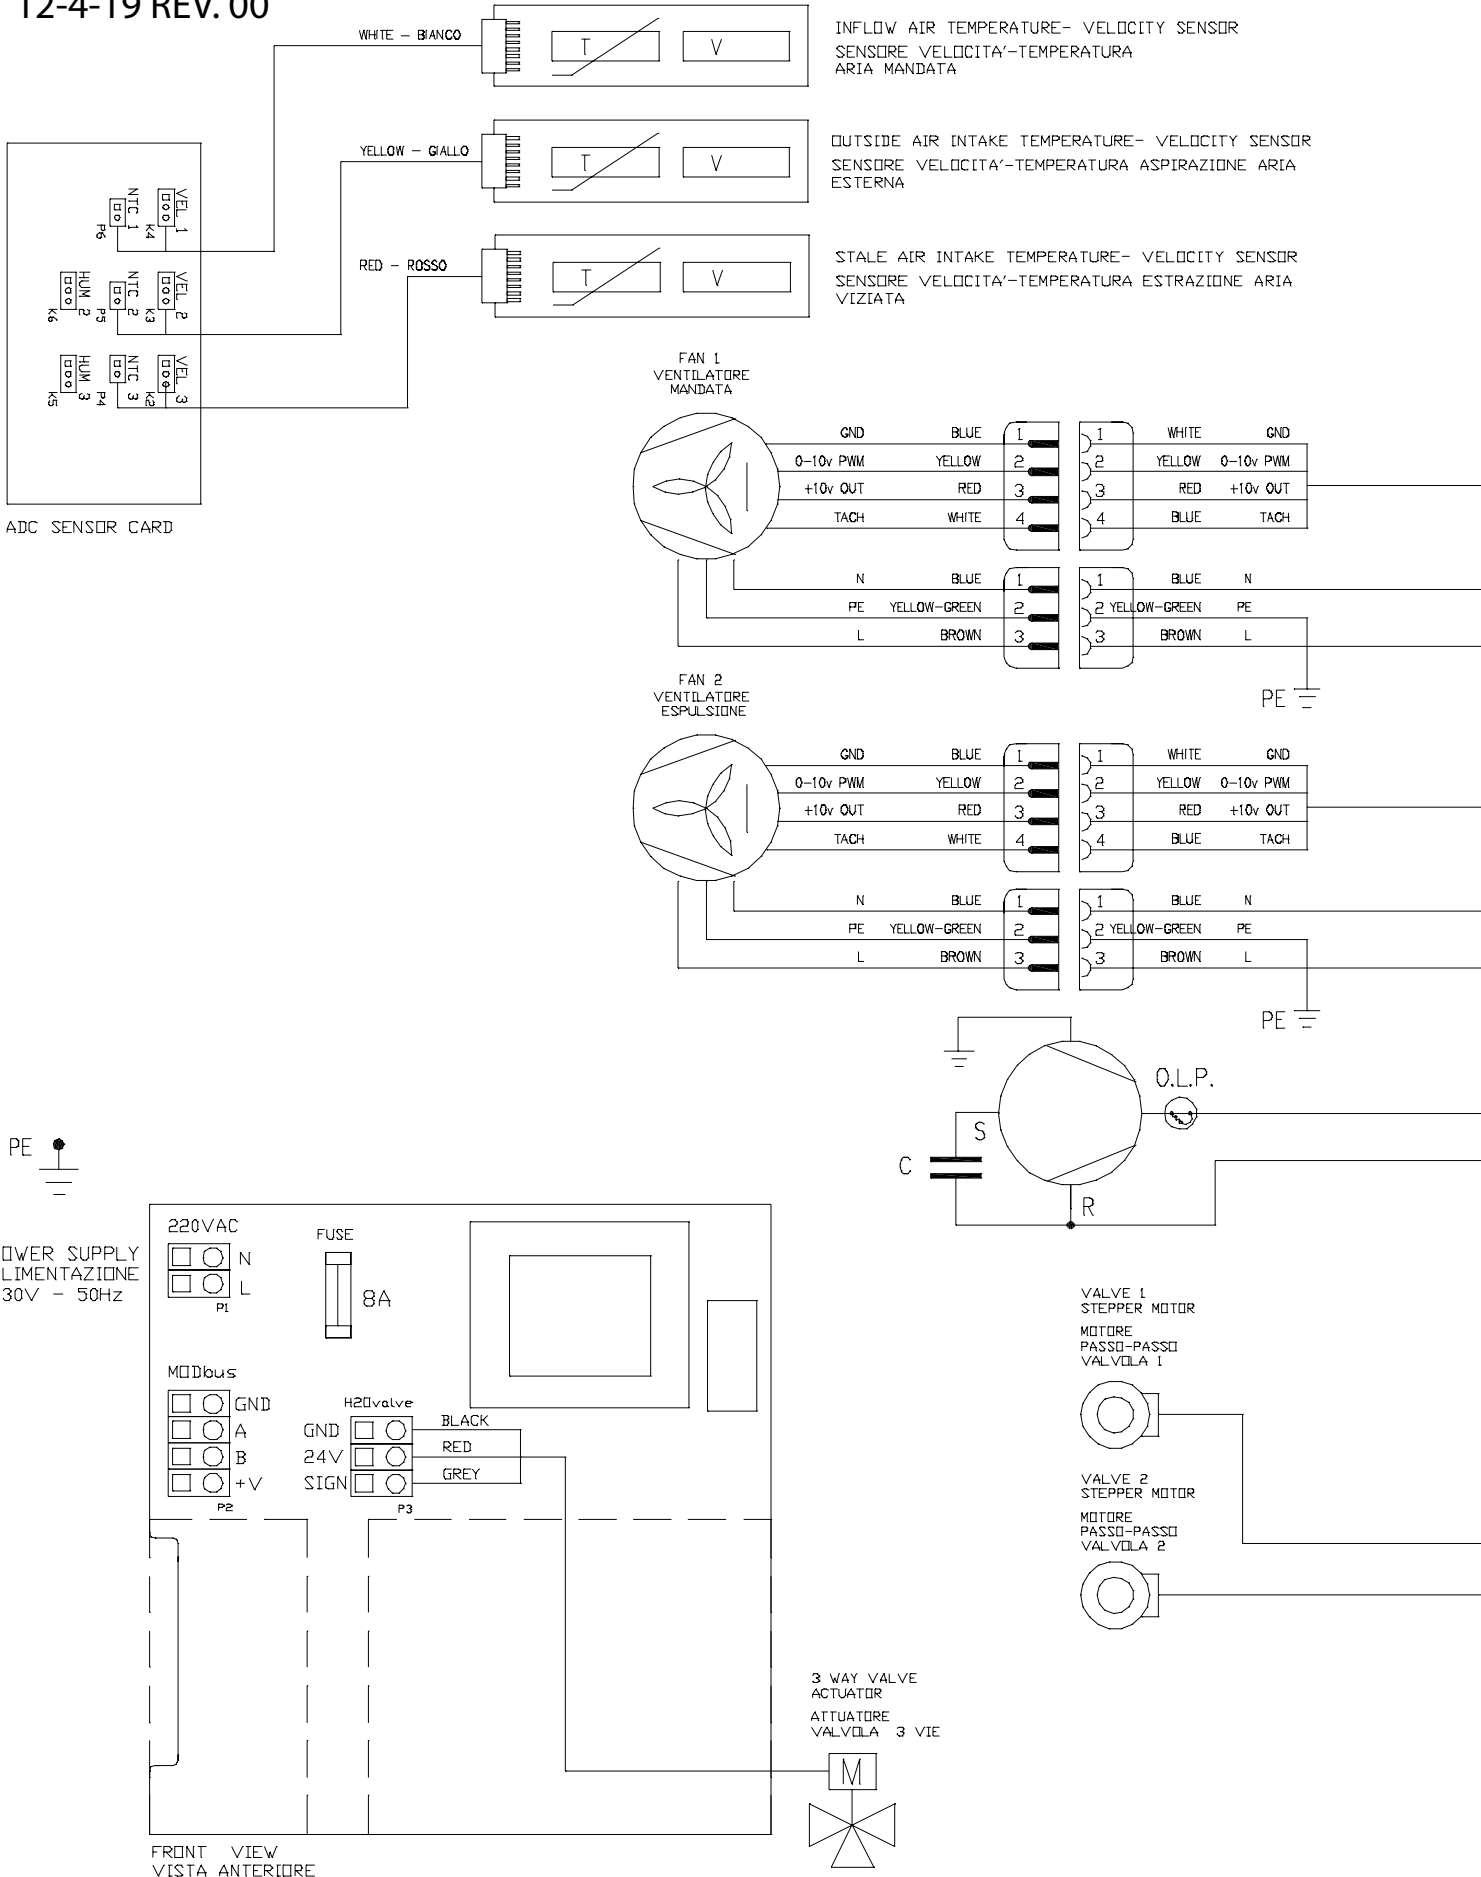 12-4-19 REV. 00
WHITE - BIANCO
T V
INFLOW AIR TEMPERATURE- VELOCITY SENSOR
SENSORE VELOCITA'-TEMPERATURA
ARIA MANDATA
YELLOW - GIALLO
T V
OUTSIDE AIR INTAKE TEMPERATURE- VELOCITY SENSOR
SENSORE VELOCITA'-TEMPERATURA ASPIRAZIONE ARIA
ESTERNA
RED - ROSSO
T V
STALE AIR INTAKE TEMPERATURE- VELOCITY SENSOR
SENSORE VELOCITA'-TEMPERATURA ESTRAZIONE ARIA
VIZIATA
P6 NTC 1 K4 VEL 1
K6 HUM 2 P5 NTC 2 K3 VEL 2
K5 HUM 3 P4 NTC 3 K2 VEL 3
ADC SENSOR CARD
FAN 1
VENTILATORE
MANDATA
GND BLUE 1 1 WHITE GND
0-10v PWM YELLOW 2 2 YELLOW 0-10v PWM
+10v OUT RED 3 3 RED +10v OUT
TACH WHITE 4 4 BLUE TACH
N BLUE 1 1 BLUE N
PE YELLOW-GREEN 2 2 YELLOW-GREEN PE
L BROWN 3 3 BROWN L
PE
FAN 2
VENTILATORE
ESPULSIONE
GND BLUE 1 1 WHITE GND
0-10v PWM YELLOW 2 2 YELLOW 0-10v PWM
+10v OUT RED 3 3 RED +10v OUT
TACH WHITE 4 4 BLUE TACH
N BLUE 1 1 BLUE N
PE YELLOW-GREEN 2 2 YELLOW-GREEN PE
L BROWN 3 3 BROWN L
PE
O.L.P.
S
C
R
PE
OWER SUPPLY
LIMENTAZIONE
30V - 50Hz
220VAC
N
L
P1
FUSE
8A
MODbus
GND
A
B
+V
P2
H2Ovalve
GND BLACK
24V RED
SIGN GREY
P3
VALVE 1
STEPPER MOTOR
MOTORE
PASSO-PASSO
VALVOLA 1
VALVE 2
STEPPER MOTOR
MOTORE
PASSO-PASSO
VALVOLA 2
3 WAY VALVE
ACTUATOR
ATTUATORE
VALVOLA 3 VIE
M
FRONT VIEW
VISTA ANTERIORE